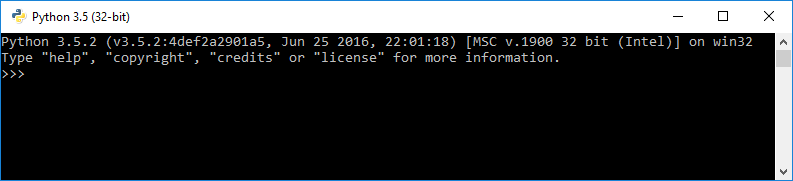 Python 3.5 (32-bit)
Python 3.5.2 (v3.5.2:4def2a2901a5, Jun 25 2016, 22:01:18) [MSC v.1900 32 bit (Intel)] on win32
Type "help", "copyright", "credits" or "license" for more information.
>>>